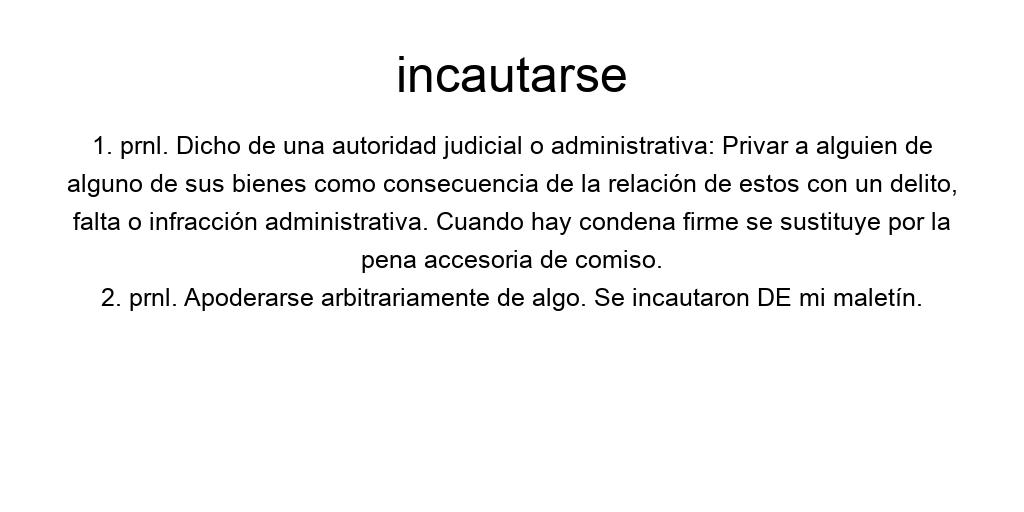 incautarse
1. prnl. Dicho de una autoridad judicial o administrativa: Privar a alguien de
alguno de sus bienes como consecuencia de la relación de estos con un delito,
falta o infracción administrativa. Cuando hay condena firme se sustituye por la
pena accesoria de comiso.
2. prnl. Apoderarse arbitrariamente de algo. Se incautaron DE mi maletín.